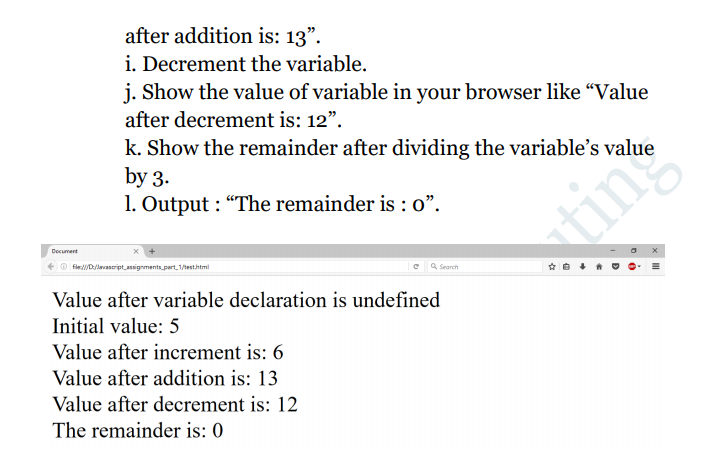 after addition is: 13”.
i. Decrement the variable.
j. Show the value of variable in your browser like “Value
after decrement is: 12”.
k. Show the remainder after dividing the variable’s value
by 3.
l. Output : “The remainder is : 0”.
uting
Document
file:///D:/Javascript_assignments_part_1/test.html
Search
Value after variable declaration is undefined
Initial value: 5
Value after increment is: 6
Value after addition is: 13
Value after decrement is: 12
The remainder is: 0